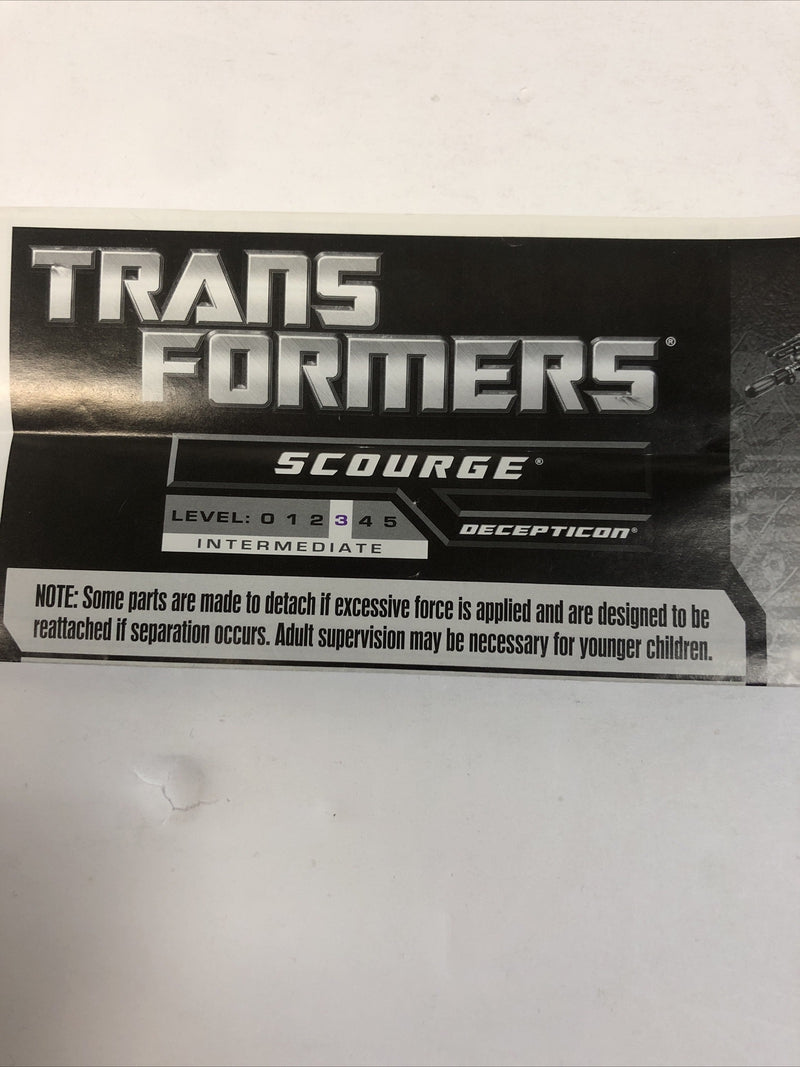 TRANS
FORMERS®
SCOURGE®
LEVEL: 0 1 2 3 4 5
DECEPTICON®
INTERMEDIATE
NOTE: Some parts are made to detach if excessive force is applied and are designed to be
reattached if separation occurs. Adult supervision may be necessary for younger children.